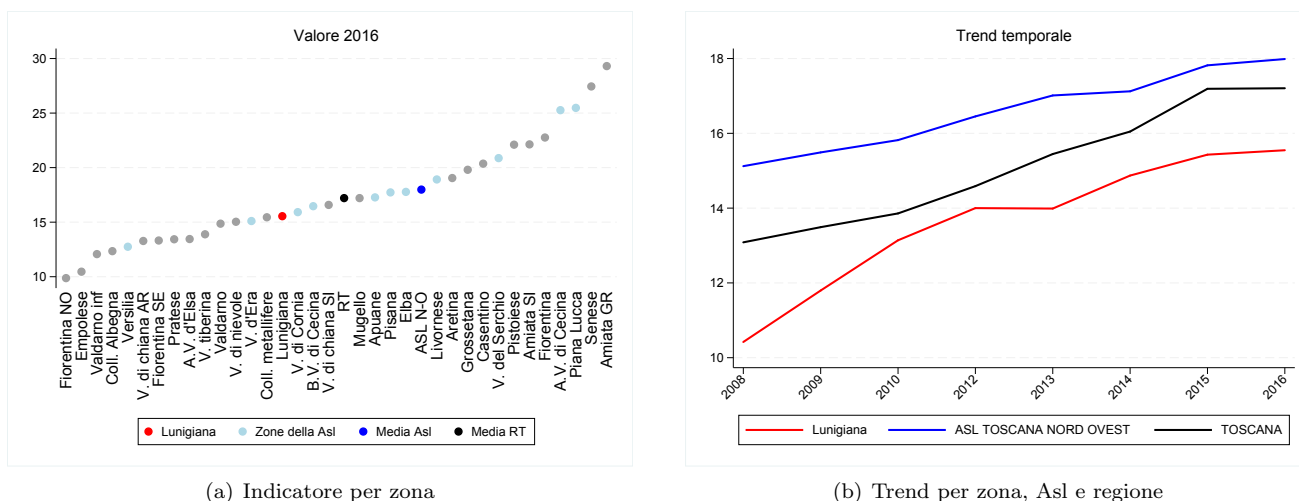 Valore 2016
30
25
20
15
10
Fiorentina NO
Empolese
Valdarno inf
Coll. Albegna
Versilia
V. di chiana AR
Fiorentina SE
Pratese
A.V. d'Elsa
V. tiberina
Valdarno
V. di nievole
V. d'Era
Coll. metallifere
Lunigiana
V. di Cornia
B.V. di Cecina
V. di chiana SI
RT
Mugello
Apuane
Pisana
Elba
ASL N-O
Livornese
Aretina
Grossetana
Casentino
V. del Serchio
Pistoiese
Amiata SI
Fiorentina
A.V. di Cecina
Piana Lucca
Senese
Amiata GR
Lunigiana Zone della Asl Media Asl Media RT
(a) Indicatore per zona
Trend temporale
18
16
14
12
10
2008
2009
2010
2012
2013
2014
2015
2016
Lunigiana ASL TOSCANA NORD OVEST TOSCANA
(b) Trend per zona, Asl e regione